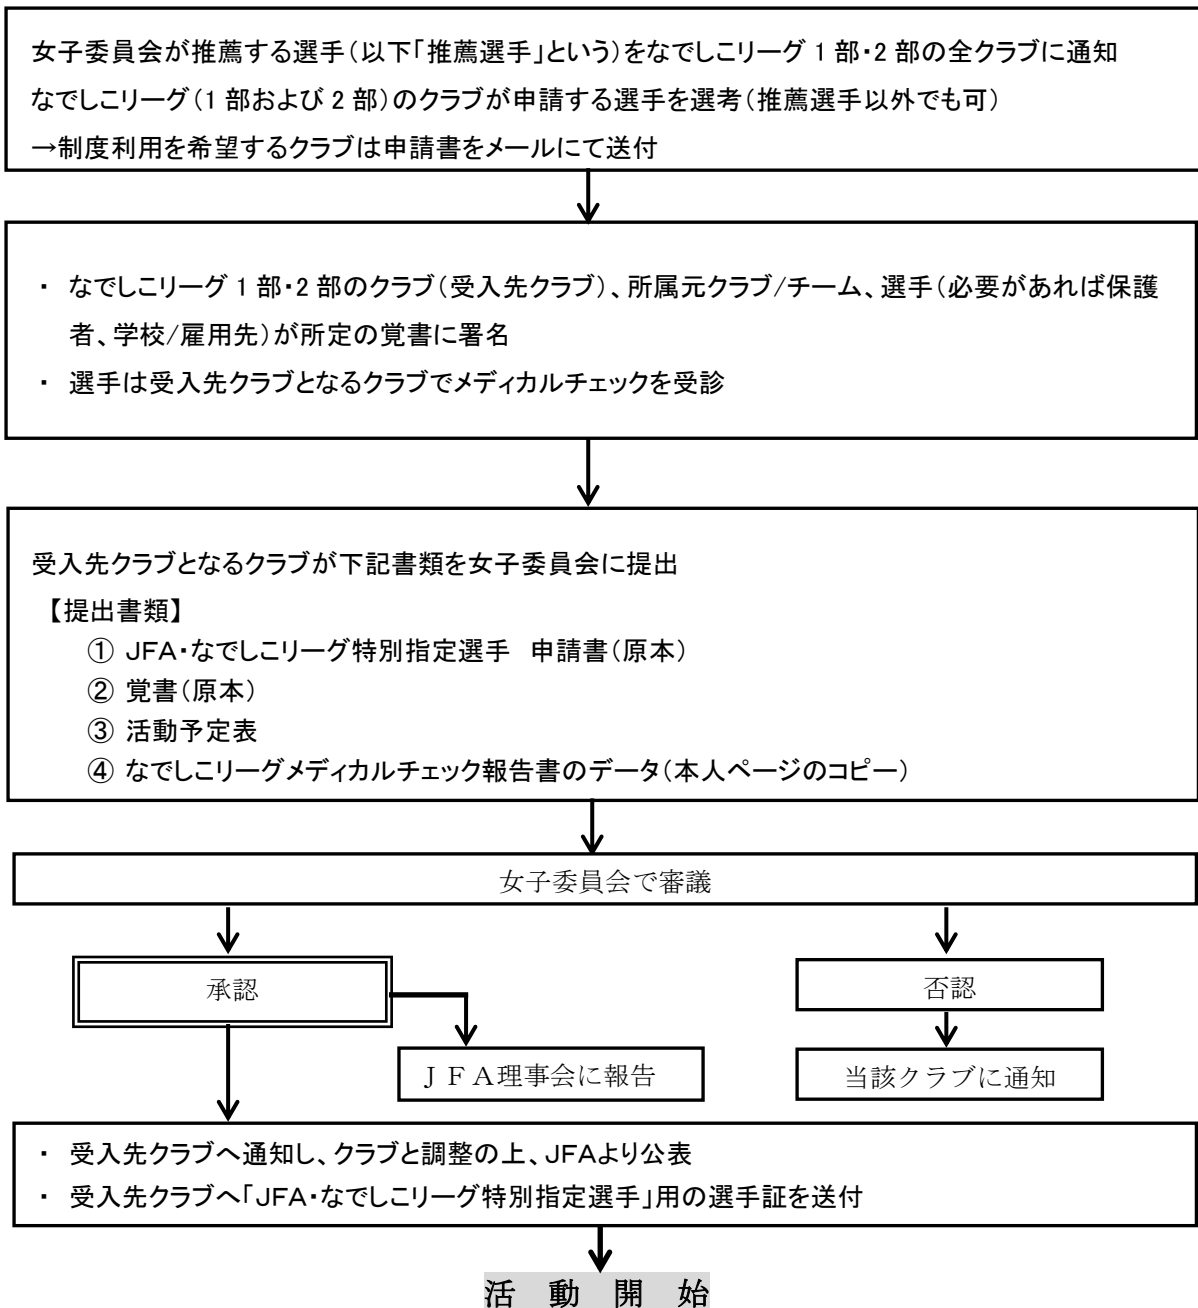 女子委員会が推薦する選手(以下「推薦選手」という)をなでしこリーグ 1 部・2 部の全クラブに通知
なでしこリーグ(1 部および 2 部)のクラブが申請する選手を選考(推薦選手以外でも可)
→制度利用を希望するクラブは申請書をメールにて送付
・ なでしこリーグ 1 部・2 部のクラブ(受入先クラブ)、所属元クラブ/チーム、選手(必要があれば保護
者、学校/雇用先)が所定の覚書に署名
・ 選手は受入先クラブとなるクラブでメディカルチェックを受診
受入先クラブとなるクラブが下記書類を女子委員会に提出
【提出書類】
① JFA・なでしこリーグ特別指定選手 申請書(原本)
② 覚書(原本)
③ 活動予定表
④ なでしこリーグメディカルチェック報告書のデータ(本人ページのコピー)
女子委員会で審議
承認
否認
JFA理事会に報告
当該クラブに通知
・ 受入先クラブへ通知し、クラブと調整の上、JFAより公表
・ 受入先クラブへ「JFA・なでしこリーグ特別指定選手」用の選手証を送付
活 動 開 始